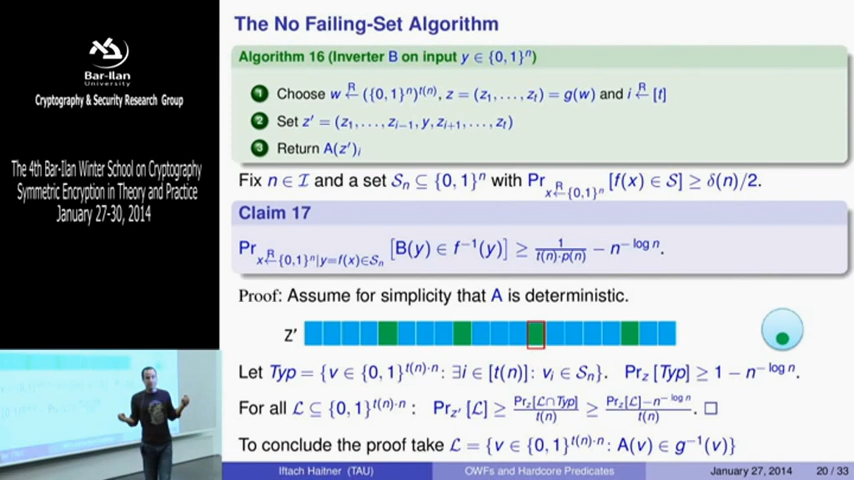 Bar-Ilan
University
Cryptography & Security Research Group
The 4th Bar-Ilan Winter School on Cryptography
Symmetric Encryption in Theory and Practice
January 27-30, 2014
The No Failing-Set Algorithm
Algorithm 16 (Inverter B on input y ∈ {0, 1}ⁿ)
1 Choose w ←ᴿ ({0, 1}ⁿ)^{t(n)}, z = (z₁, . . . , z_t) = g(w) and i ←ᴿ [t]
2 Set z′ = (z₁, . . . , z_{i−1}, y, z_{i+1}, . . . , z_t)
3 Return A(z′)_i
Fix n ∈ I and a set S_n ⊆ {0, 1}ⁿ with Pr_{x ←ᴿ {0,1}ⁿ} [f(x) ∈ S] ≥ δ(n)/2.
Claim 17
Pr_{x ←ᴿ {0,1}ⁿ | y=f(x)∈S_n} [B(y) ∈ f⁻¹(y)] ≥ 1/(t(n)·p(n)) − n^{−log n}.
Proof: Assume for simplicity that A is deterministic.
Z′
Let Typ = {v ∈ {0, 1}^{t(n)·n} : ∃i ∈ [t(n)] : v_i ∈ S_n}. Pr_z [Typ] ≥ 1 − n^{−log n}.
For all L ⊆ {0, 1}^{t(n)·n} : Pr_{z′} [L] ≥ Pr_z[L∩Typ]/t(n) ≥ (Pr_z[L]−n^{−log n})/t(n). □
To conclude the proof take L = {v ∈ {0, 1}^{t(n)·n} : A(v) ∈ g⁻¹(v)}
Iftach Haitner (TAU) OWFs and Hardcore Predicates January 27, 2014 20 / 33